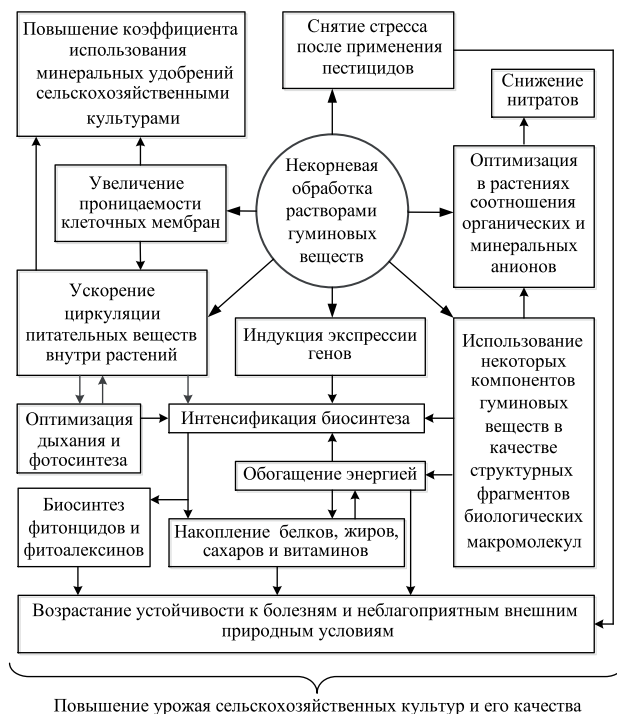 Повышение коэффициента
использования
минеральных удобрений
сельскохозяйственными
культурами
Снятие стресса
после применения
пестицидов
Снижение
нитратов
Увеличение
проницаемости
клеточных мембран
Некорневая
обработка
растворами
гуминовых
веществ
Оптимизация
в растениях
соотношения
органических и
минеральных
анионов
Ускорение
циркуляции
питательных веществ
внутри растений
Индукция экспрессии
генов
Использование
некоторых
компонентов
гуминовых
веществ в
качестве
структурных
фрагментов
биологических
макромолекул
Оптимизация
дыхания и
фотосинтеза
Интенсификация биосинтеза
Обогащение энергией
Биосинтез
фитонцидов и
фитоалексинов
Накопление белков, жиров,
сахаров и витаминов
Возрастание устойчивости к болезням и неблагоприятным внешним
природным условиям
Повышение урожая сельскохозяйственных культур и его качества